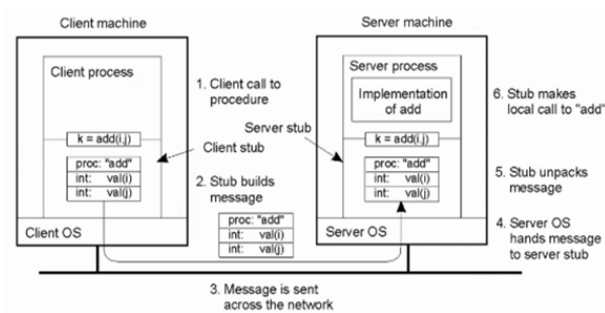 Client machine
Server machine
Client process
1. Client call to
procedure
Server process
Implementation
of add
6. Stub makes
local call to "add"
Server stub
k = add(i,j)
k = add(i,j)
Client stub
proc: "add"
int: val(i)
int: val(j)
2. Stub builds
message
proc: "add"
int: val(i)
int: val(j)
5. Stub unpacks
message
proc: "add"
int: val(i)
int: val(j)
4. Server OS
hands message
to server stub
Client OS
Server OS
3. Message is sent
across the network